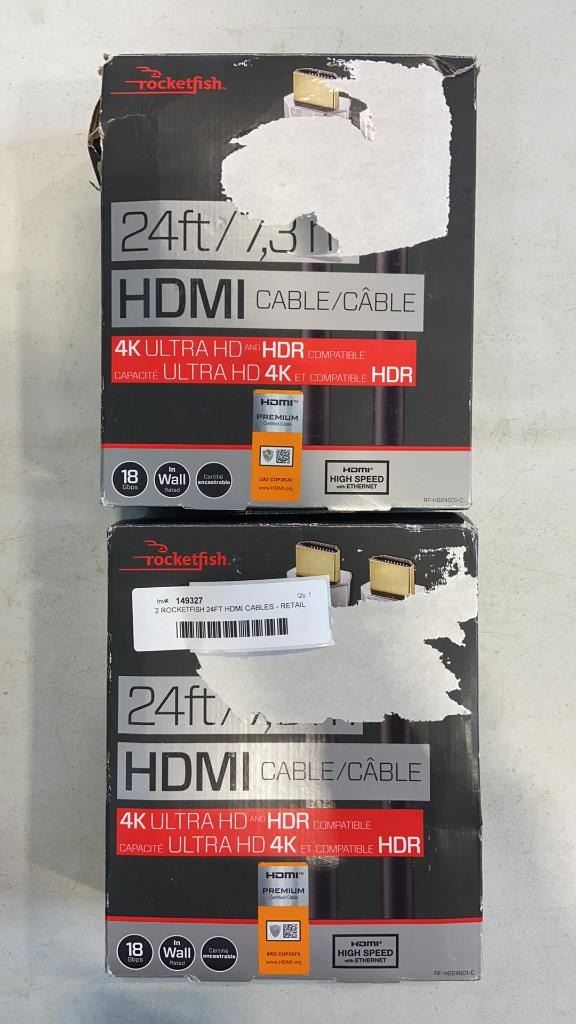 rocketfish™
24ft/7,3
HDMI CABLE/CÂBLE
4K ULTRA HD AND HDR COMPATIBLE
CAPACITÉ ULTRA HD 4K ET COMPATIBLE HDR
HDMI™
PREMIUM
Certified Cable
www.HDMI.org
18 Gbps
In Wall Rated
Certifié encastrable
HDMI®
HIGH SPEED
with ETHERNET
RF-HG24501-C
rocketfish™
Inv#: 149327 Qty: 1
2 ROCKETFISH 24FT HDMI CABLES - RETAIL
24ft/
HDMI CABLE/CÂBLE
4K ULTRA HD AND HDR COMPATIBLE
CAPACITÉ ULTRA HD 4K ET COMPATIBLE HDR
HDMI™
PREMIUM
Certified Cable
www.HDMI.org
18 Gbps
In Wall Rated
Certifié encastrable
HDMI®
HIGH SPEED
with ETHERNET
RF-HG24501-C